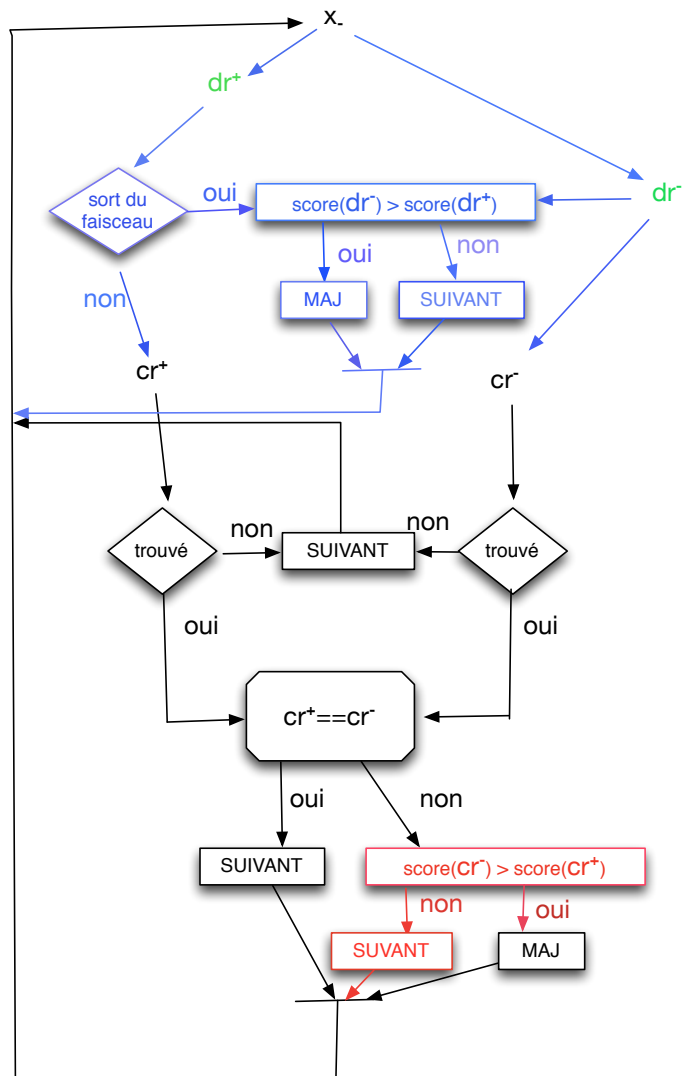 x-
dr+
dr-
sort du
faisceau
oui
score(dr-) > score(dr+)
oui
non
non
MAJ
SUIVANT
cr+
cr-
non
non
trouvé
SUIVANT
trouvé
oui
oui
cr+==cr-
oui
non
SUIVANT
score(cr-) > score(cr+)
non
oui
SUVANT
MAJ